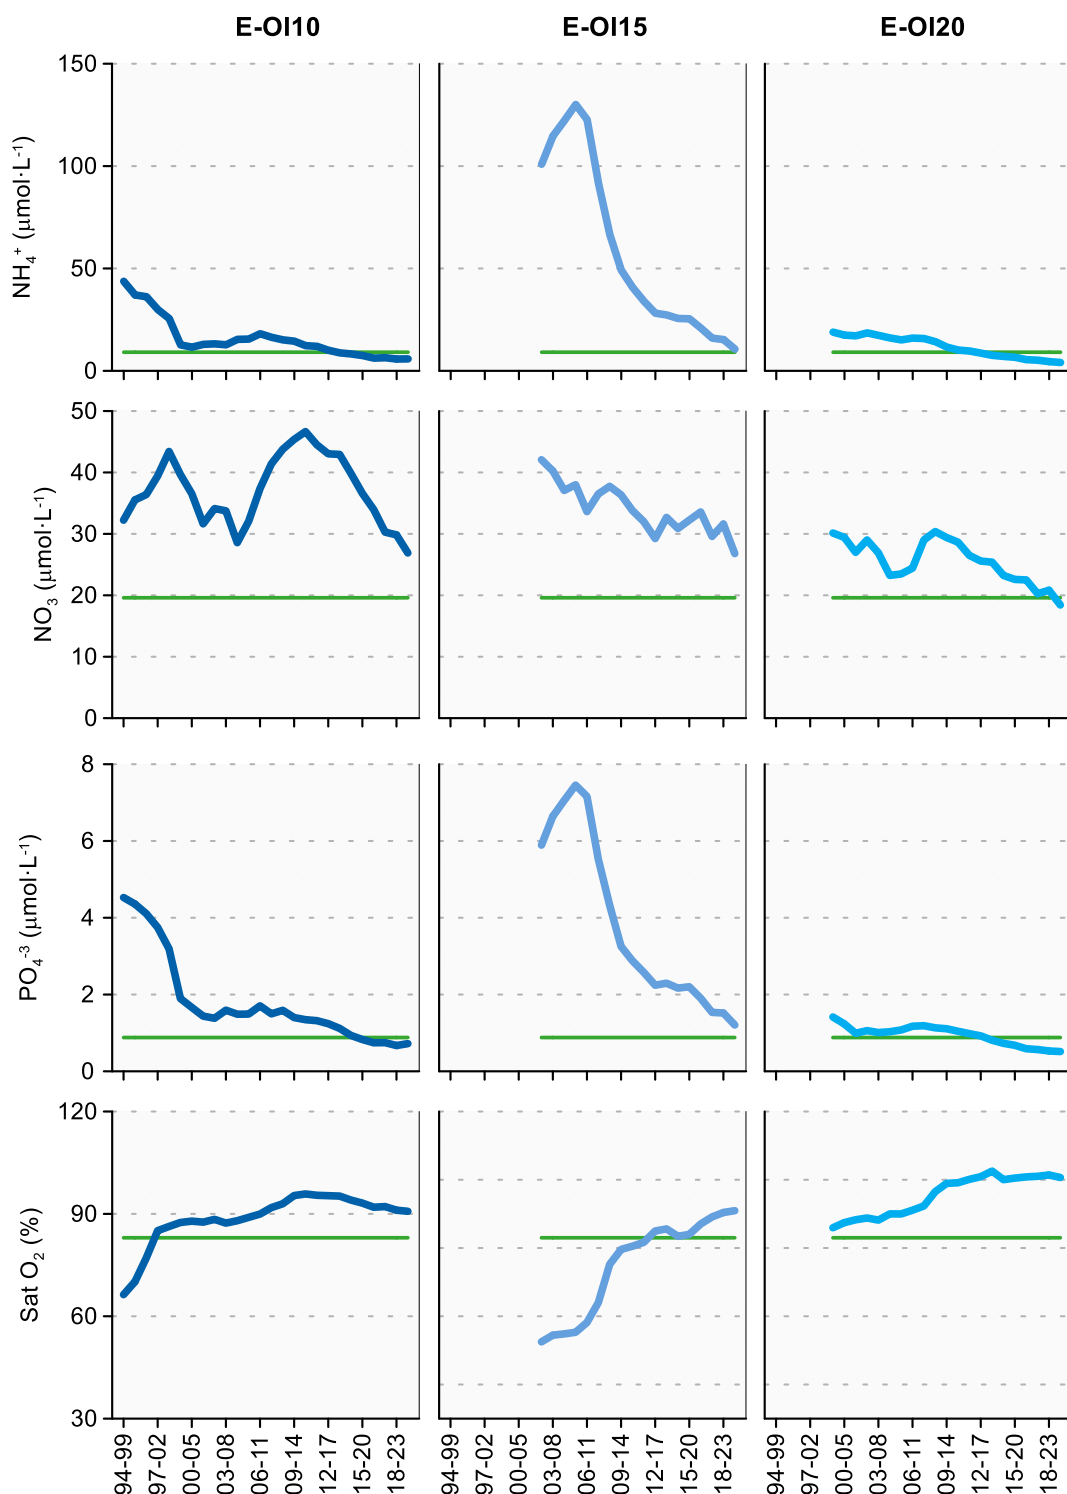 E-OI10 E-OI15 E-OI20
150
100
50
0
NH₄⁺ (µmol·L⁻¹)
50
40
30
20
10
0
NO₃ (µmol·L⁻¹)
8
6
4
2
0
PO₄⁻³ (µmol·L⁻¹)
120
90
60
30
Sat O₂ (%)
94-99 97-02 00-05 03-08 06-11 09-14 12-17 15-20 18-23
94-99 97-02 00-05 03-08 06-11 09-14 12-17 15-20 18-23
94-99 97-02 00-05 03-08 06-11 09-14 12-17 15-20 18-23